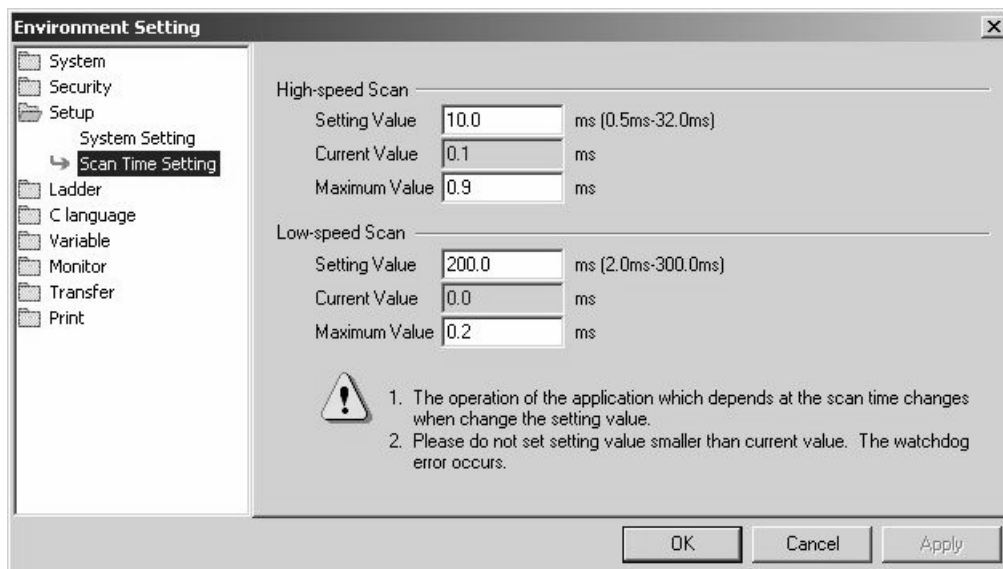 Environment Setting
System
Security
Setup
System Setting
Scan Time Setting
Ladder
C language
Variable
Monitor
Transfer
Print
High-speed Scan
Setting Value 10.0 ms (0.5ms-32.0ms)
Current Value 0.1 ms
Maximum Value 0.9 ms
Low-speed Scan
Setting Value 200.0 ms (2.0ms-300.0ms)
Current Value 0.0 ms
Maximum Value 0.2 ms
1. The operation of the application which depends at the scan time changes
when change the setting value.
2. Please do not set setting value smaller than current value. The watchdog
error occurs.
OK Cancel Apply